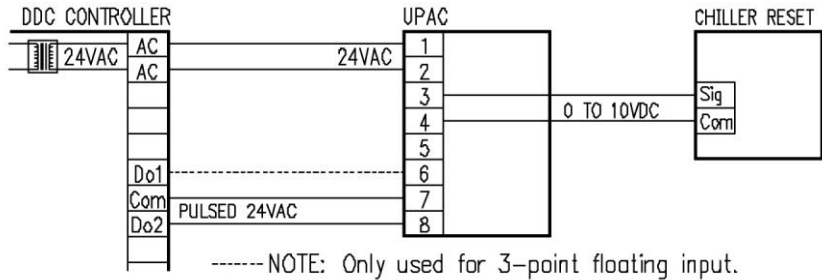 DDC CONTROLLER UPAC CHILLER RESET
AC 1
24VAC 24VAC
AC 2
3 Sig
0 TO 10VDC
4 Com
5
Do1 6
Com 7
PULSED 24VAC
Do2 8
------NOTE: Only used for 3-point floating input.